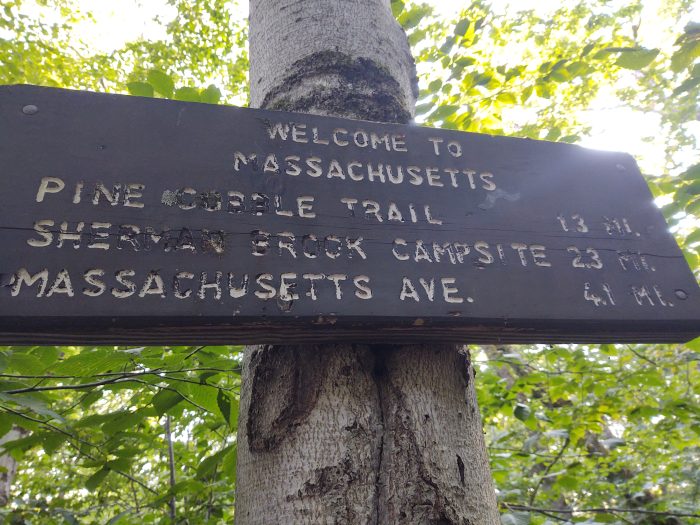 WELCOME TO
MASSACHUSETTS
PINE COBBLE TRAIL 1.3 MI.
SHERMAN BROOK CAMPSITE 2.3 MI.
MASSACHUSETTS AVE. 4.1 MI.